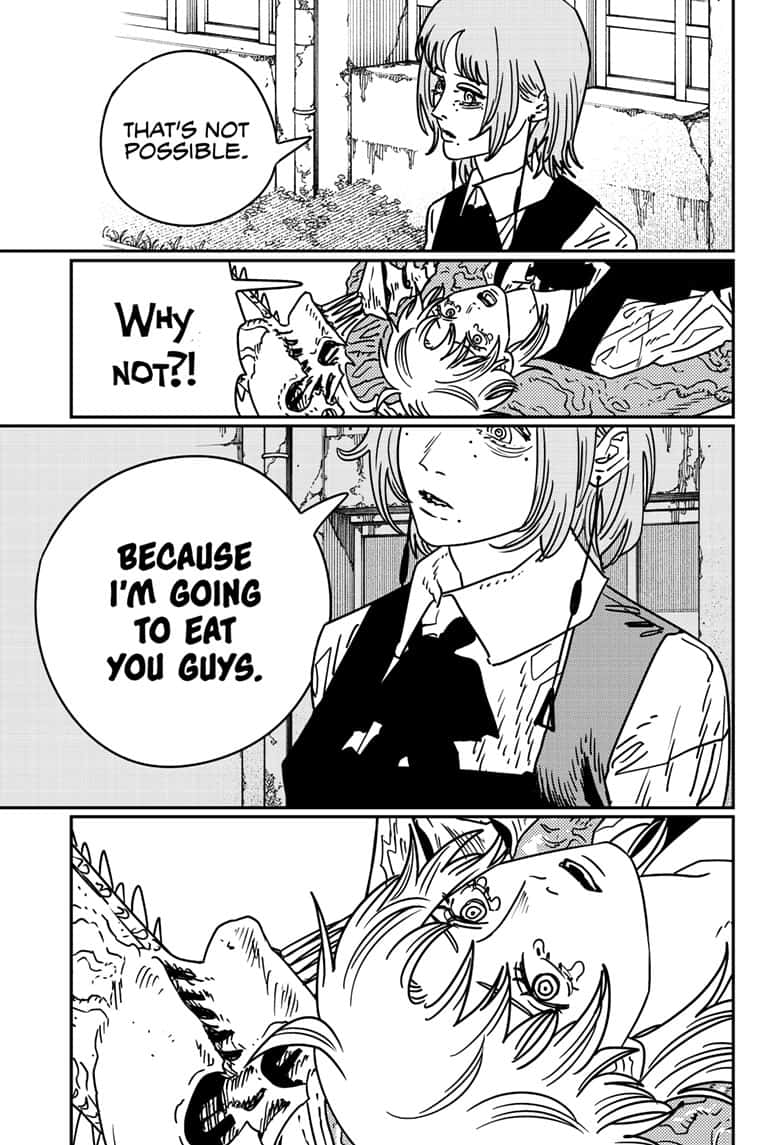 THAT'S NOT
POSSIBLE.
WHY
NOT?!
BECAUSE
I'M GOING
TO EAT
YOU GUYS.